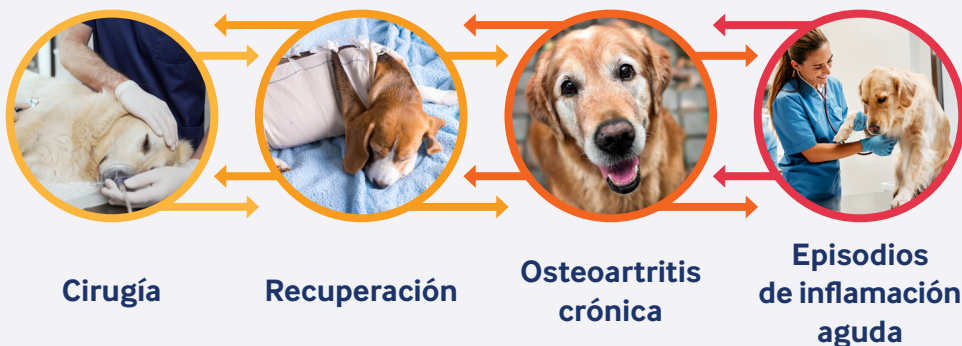 Cirugía
Recuperación
Osteoartritis
crónica
Episodios
de inflamación
aguda